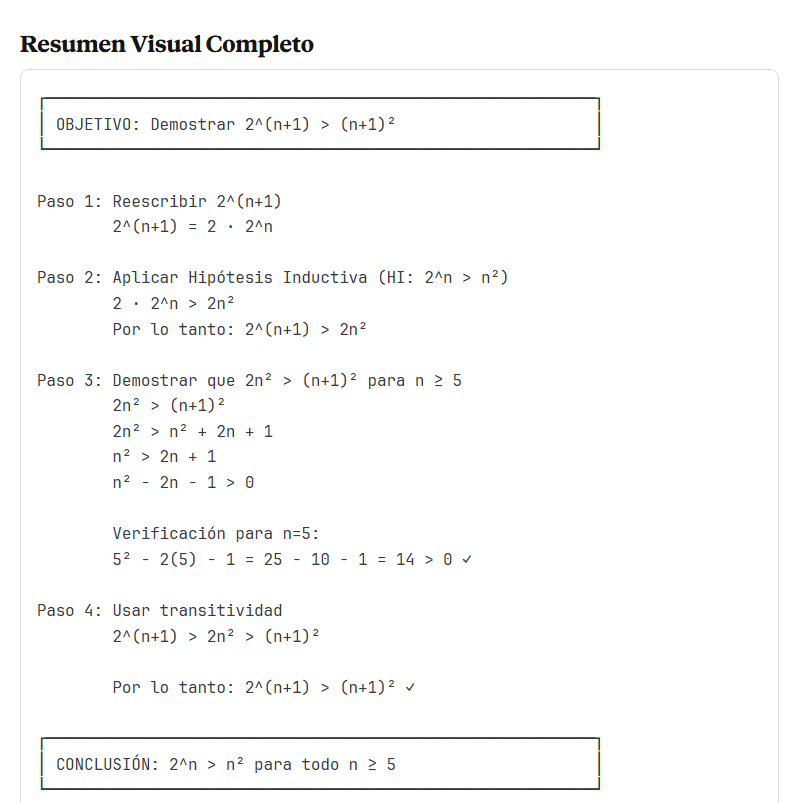 Resumen Visual Completo
OBJETIVO: Demostrar 2^(n+1) > (n+1)²
Paso 1: Reescribir 2^(n+1)
2^(n+1) = 2 · 2^n
Paso 2: Aplicar Hipótesis Inductiva (HI: 2^n > n²)
2 · 2^n > 2n²
Por lo tanto: 2^(n+1) > 2n²
Paso 3: Demostrar que 2n² > (n+1)² para n ≥ 5
2n² > (n+1)²
2n² > n² + 2n + 1
n² > 2n + 1
n² - 2n - 1 > 0
Verificación para n=5:
5² - 2(5) - 1 = 25 - 10 - 1 = 14 > 0 ✓
Paso 4: Usar transitividad
2^(n+1) > 2n² > (n+1)²
Por lo tanto: 2^(n+1) > (n+1)² ✓
CONCLUSIÓN: 2^n > n² para todo n ≥ 5